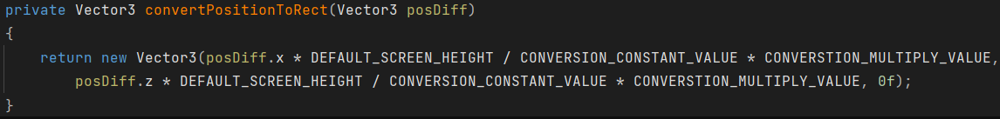 private Vector3 convertPositionToRect(Vector3 posDiff)
{
return new Vector3(posDiff.x * DEFAULT_SCREEN_HEIGHT / CONVERSION_CONSTANT_VALUE * CONVERSTION_MULTIPLY_VALUE,
posDiff.z * DEFAULT_SCREEN_HEIGHT / CONVERSION_CONSTANT_VALUE * CONVERSTION_MULTIPLY_VALUE, 0f);
}